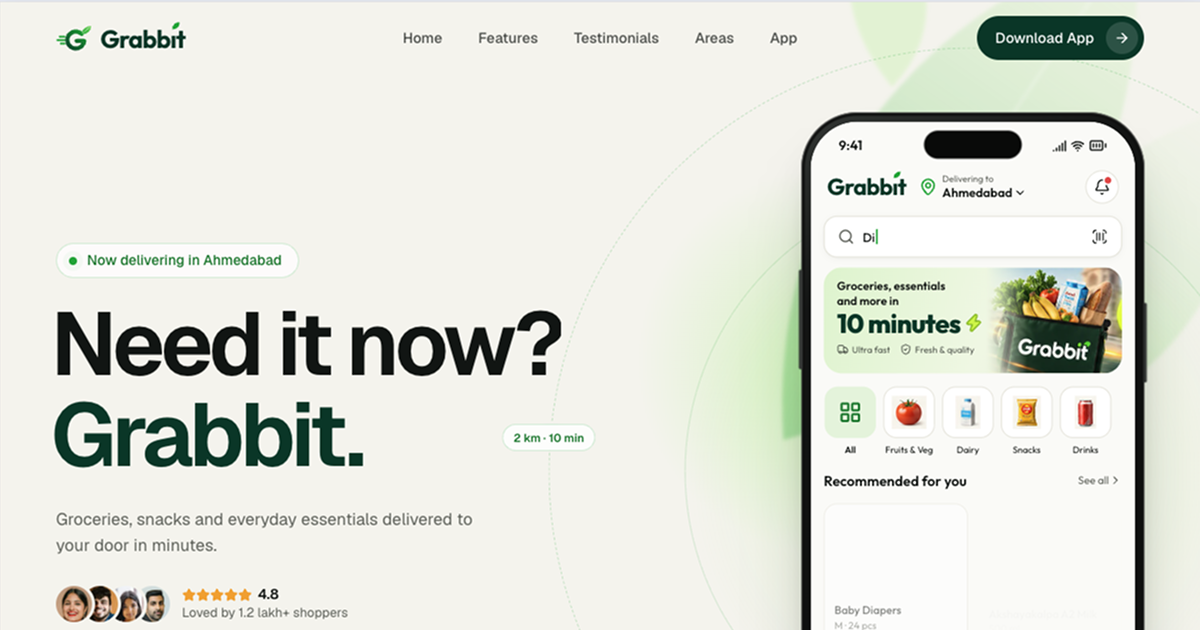 Grabbit
Home
Features
Testimonials
Areas
App
Download App
9:41
Grabbit
Delivering to
Ahmedabad
Di
Groceries, essentials
and more in
10 minutes
Ultra fast
Fresh & quality
Grabbit
All
Fruits & Veg
Dairy
Snacks
Drinks
Recommended for you
See all
Baby Diapers
M · 24 pcs
Now delivering in Ahmedabad
Need it now?
Grabbit.
2 km · 10 min
Groceries, snacks and everyday essentials delivered to
your door in minutes.
4.8
Loved by 1.2 lakh+ shoppers